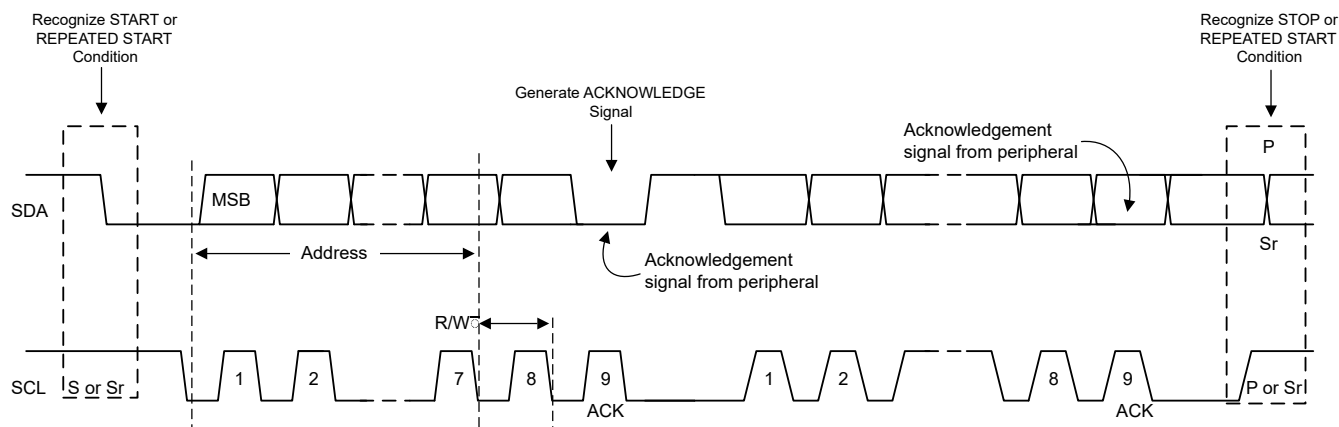 Recognize START or
REPEATED START
Condition
Recognize STOP or
REPEATED START
Condition
Generate ACKNOWLEDGE
Signal
Acknowledgement
signal from peripheral
P
SDA
MSB
Sr
Address
Acknowledgement
signal from peripheral
R/W̅
SCL
S or Sr
1
2
7
8
9
1
2
8
9
P or Sr
ACK
ACK